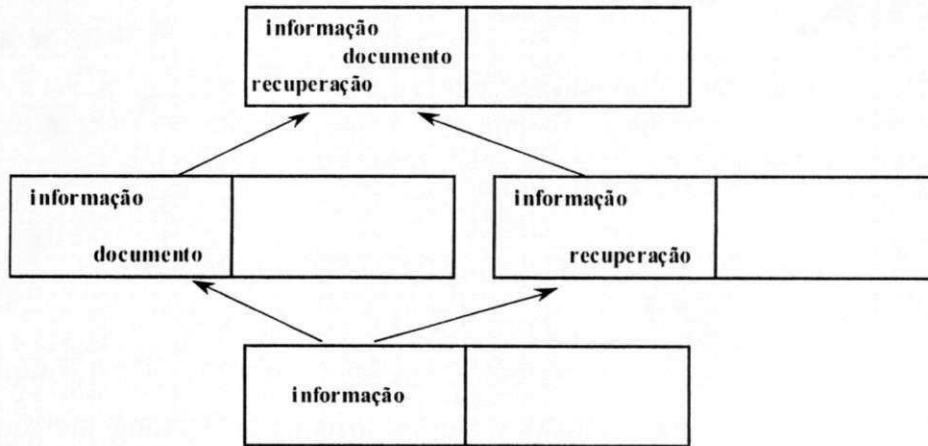 informação
documento
recuperação
informação
documento
informação
recuperação
informação